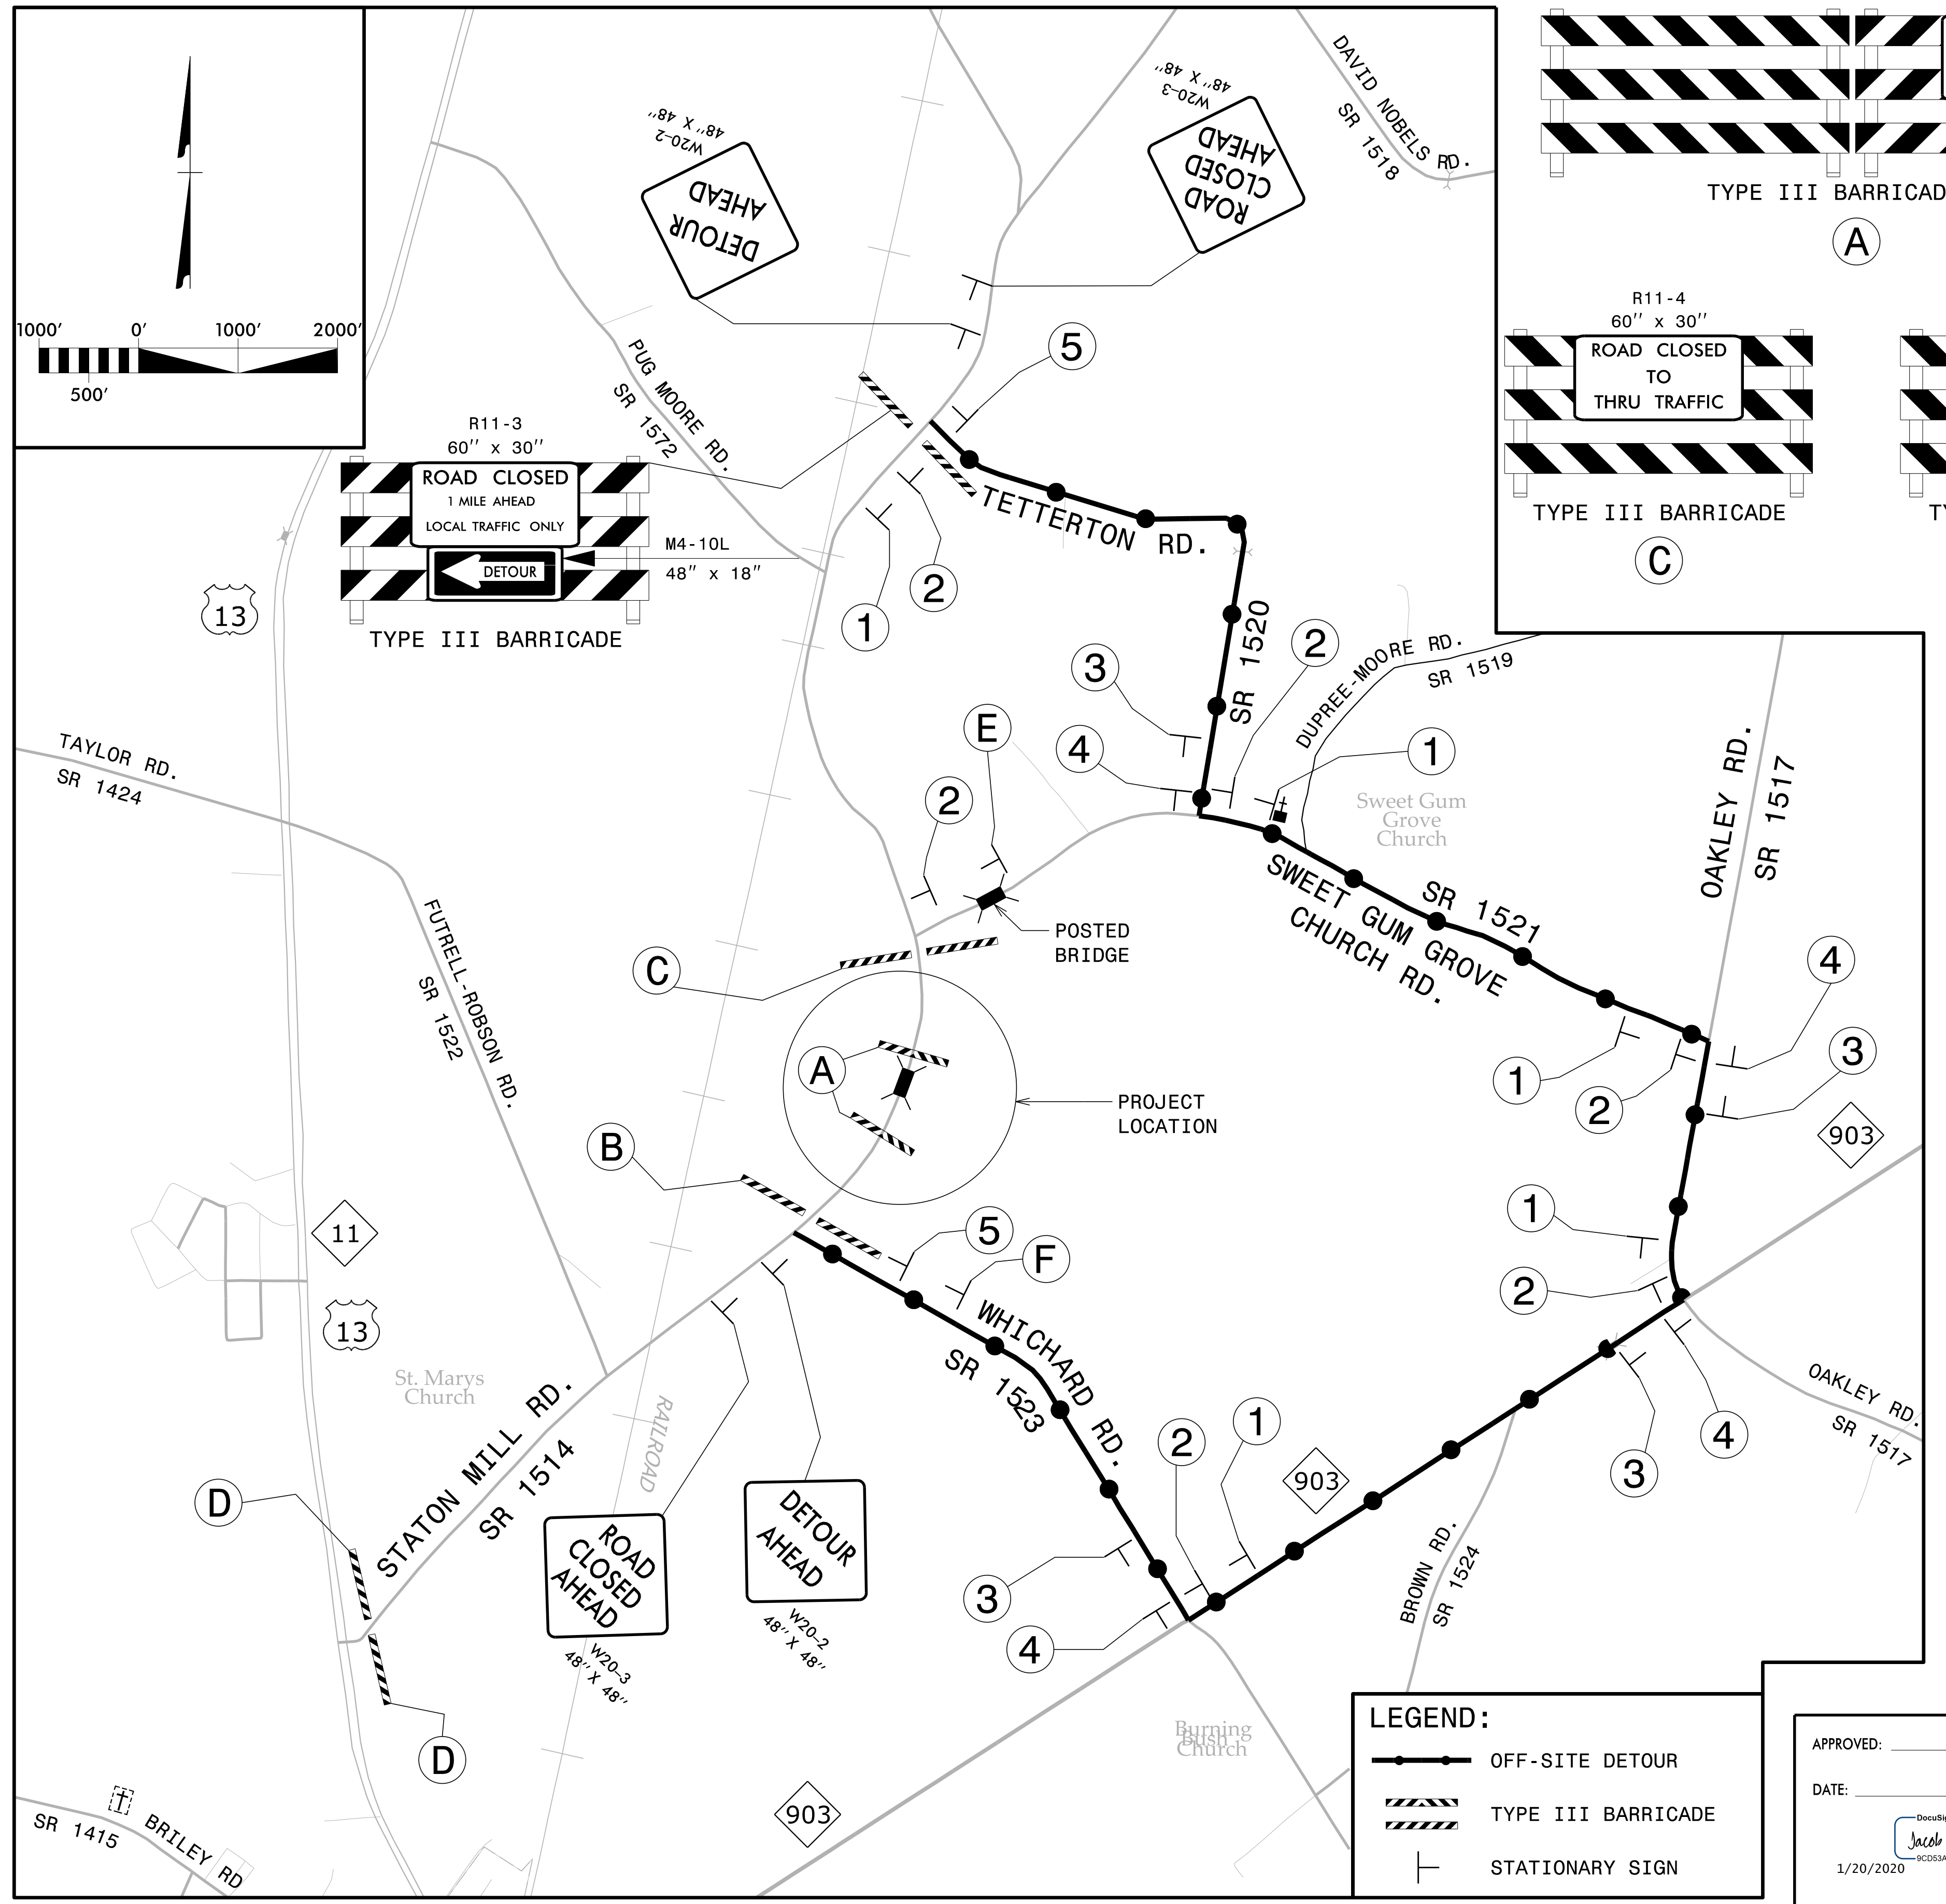 1000' 0' 1000' 2000'
500'
W20-2
48" X 48"
DETOUR
AHEAD
W20-3
48" X 48"
ROAD
CLOSED
AHEAD
DAVID NOBELS RD.
SR 1518
TYPE III BARRICAD
A
R11-4
60" x 30"
ROAD CLOSED
TO
THRU TRAFFIC
TYPE III BARRICADE
C
PUG MOORE RD.
SR 1572
5
R11-3
60" x 30"
ROAD CLOSED
1 MILE AHEAD
LOCAL TRAFFIC ONLY
DETOUR
M4-10L
48" x 18"
TYPE III BARRICADE
13
1
2
TETTERTON RD.
SR 1520
3
2
4
1
DUPREE-MOORE RD.
SR 1519
Sweet Gum
Grove
Church
OAKLEY RD.
SR 1517
TAYLOR RD.
SR 1424
FUTRELL-ROBSON RD.
SR 1522
E
2
POSTED
BRIDGE
C
SR 1521
SWEET GUM GROVE
CHURCH RD.
4
3
1
2
903
A
PROJECT
LOCATION
B
5
F
1
2
11
13
St. Marys
Church
WHICHARD RD.
SR 1523
RAILROAD
STATON MILL RD.
SR 1514
D
D
ROAD
CLOSED
AHEAD
W20-3
48" X 48"
DETOUR
AHEAD
W20-2
48" X 48"
3
4
2
1
903
3
4
OAKLEY RD.
SR 1517
BROWN RD.
SR 1524
Burning
Bush
Church
903
SR 1415
BRILEY RD
LEGEND:
OFF-SITE DETOUR
TYPE III BARRICADE
STATIONARY SIGN
APPROVED:
DATE:
DocuSig
Jacob
9CD53A
1/20/2020